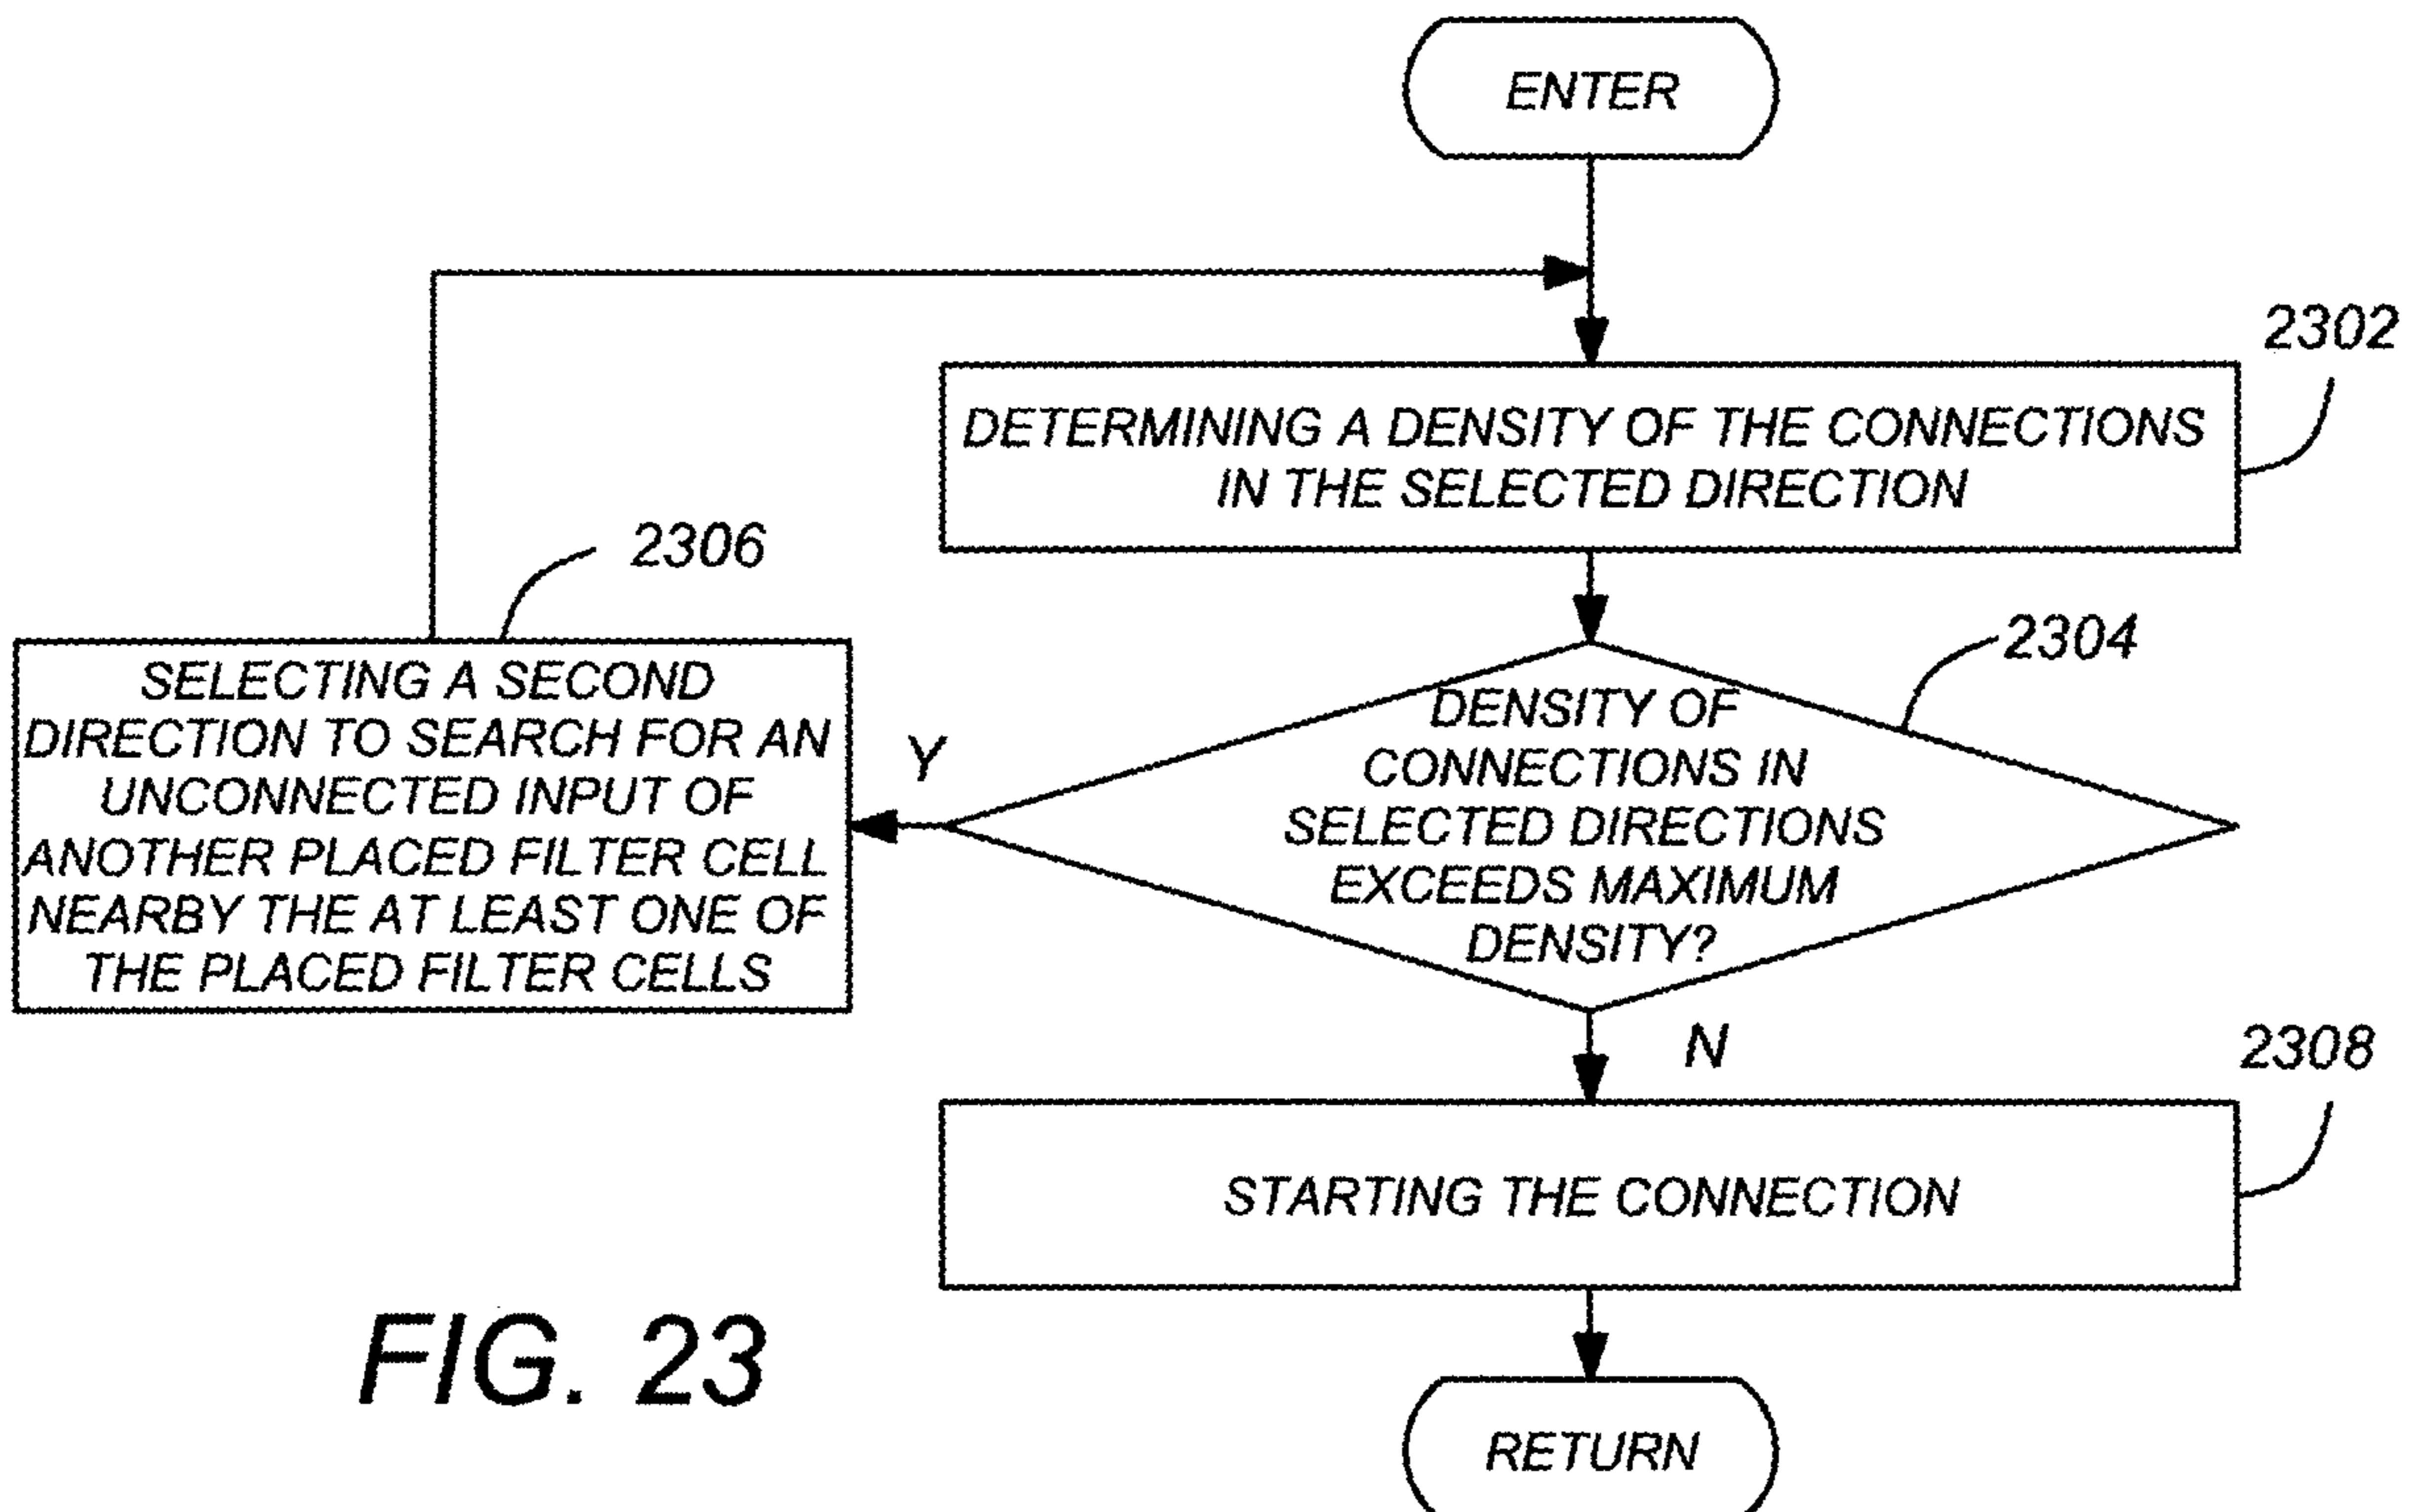 ENTER
2302
DETERMINING A DENSITY OF THE CONNECTIONS
IN THE SELECTED DIRECTION
2306
2304
SELECTING A SECOND
DIRECTION TO SEARCH FOR AN
UNCONNECTED INPUT OF
ANOTHER PLACED FILTER CELL
NEARBY THE AT LEAST ONE OF
THE PLACED FILTER CELLS
Y
DENSITY OF
CONNECTIONS IN
SELECTED DIRECTIONS
EXCEEDS MAXIMUM
DENSITY?
N
2308
STARTING THE CONNECTION
RETURN
FIG. 23